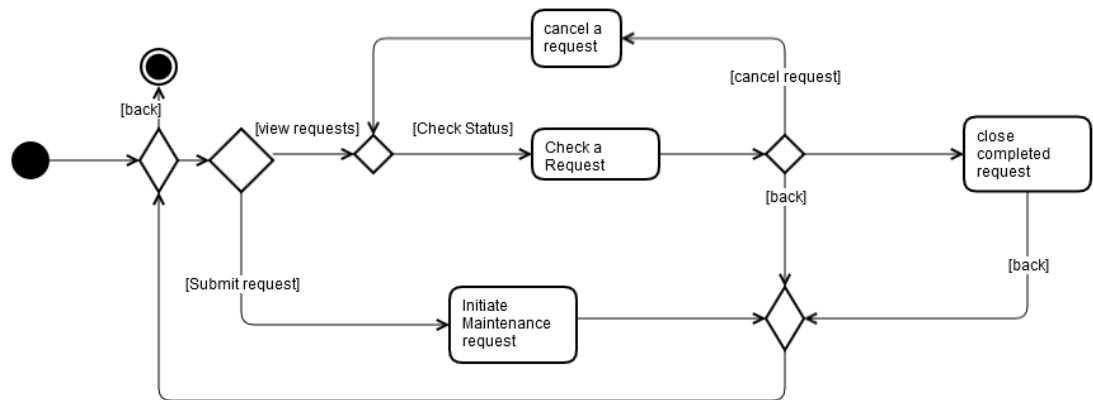 cancel a
request
[cancel request]
[back]
[view requests]
[Check Status]
Check a
Request
close
completed
request
[back]
[back]
[Submit request]
Initiate
Maintenance
request